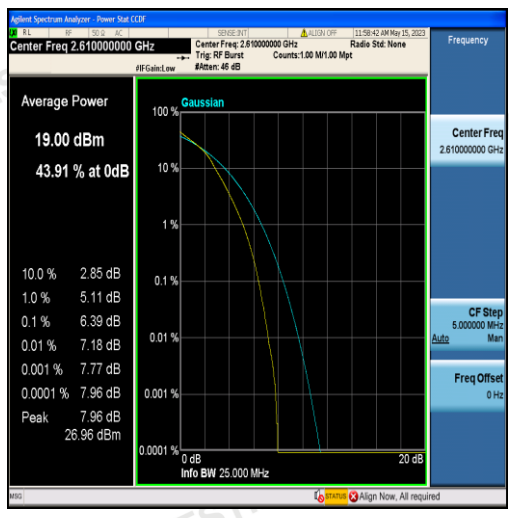 Agilent Spectrum Analyzer - Power Stat CCDF
RL RF 50 Ω AC SENSE:INT ALIGN OFF 11:58:42 AM May 15, 2023
Center Freq 2.610000000 GHz
Center Freq: 2.610000000 GHz Radio Std: None
Trig: RF Burst Counts:1.00 M/1.00 Mpt
#IFGain:Low #Atten: 46 dB
Frequency
Average Power
19.00 dBm
43.91 % at 0dB
10.0 % 2.85 dB
1.0 % 5.11 dB
0.1 % 6.39 dB
0.01 % 7.18 dB
0.001 % 7.77 dB
0.0001 % 7.96 dB
Peak 7.96 dB
26.96 dBm
Gaussian
100 %
10 %
1 %
0.1 %
0.01 %
0.001 %
0.0001 %
0 dB 20 dB
Info BW 25.000 MHz
Center Freq
2.610000000 GHz
CF Step
5.000000 MHz
Auto Man
Freq Offset
0 Hz
MSG STATUS Align Now, All required